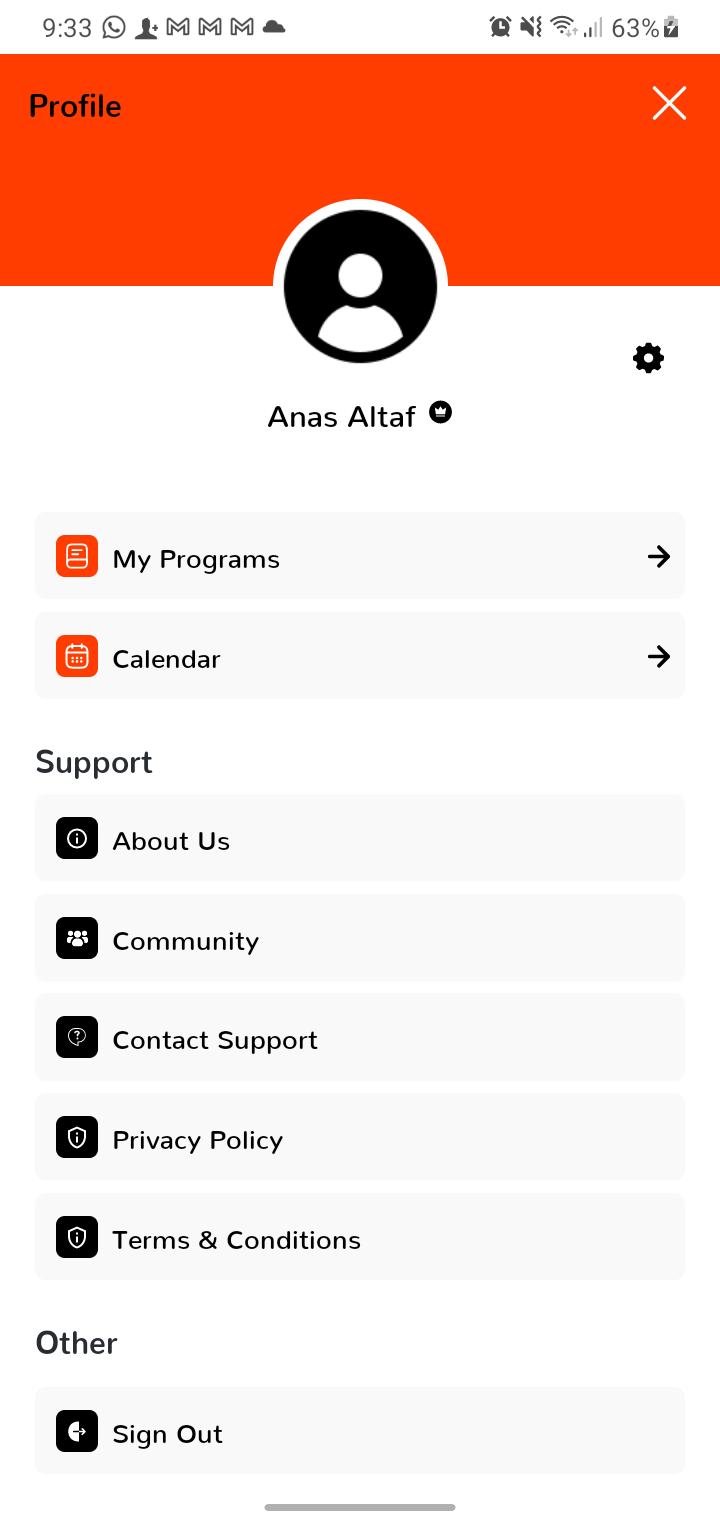 9:33
63%
Profile
Anas Altaf
My Programs
Calendar
Support
About Us
Community
Contact Support
Privacy Policy
Terms & Conditions
Other
Sign Out